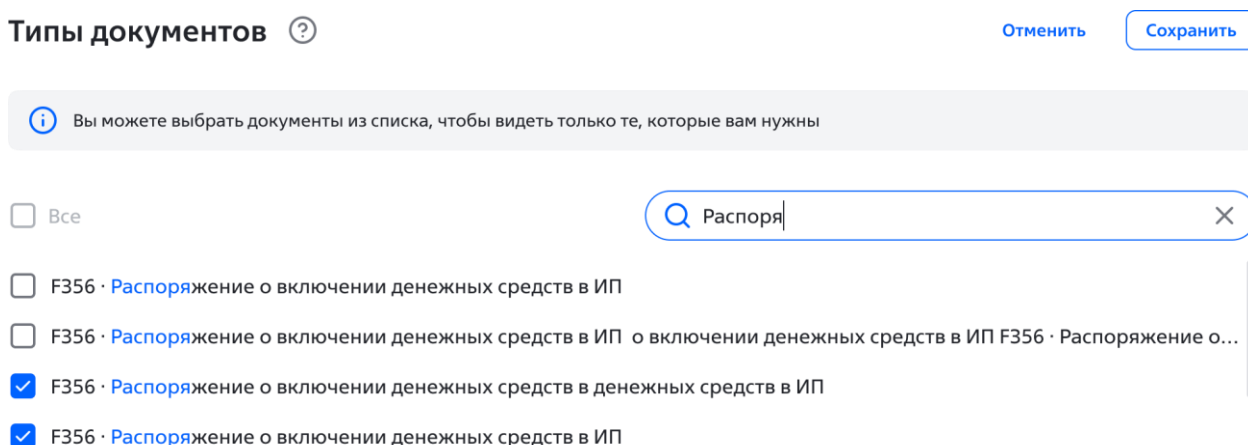 Типы документов ?
Отменить
Сохранить
Вы можете выбрать документы из списка, чтобы видеть только те, которые вам нужны
Все
Распоря
F356 · Распоряжение о включении денежных средств в ИП
F356 · Распоряжение о включении денежных средств в ИП о включении денежных средств в ИП F356 · Распоряжение о...
F356 · Распоряжение о включении денежных средств в денежных средств в ИП
F356 · Распоряжение о включении денежных средств в ИП